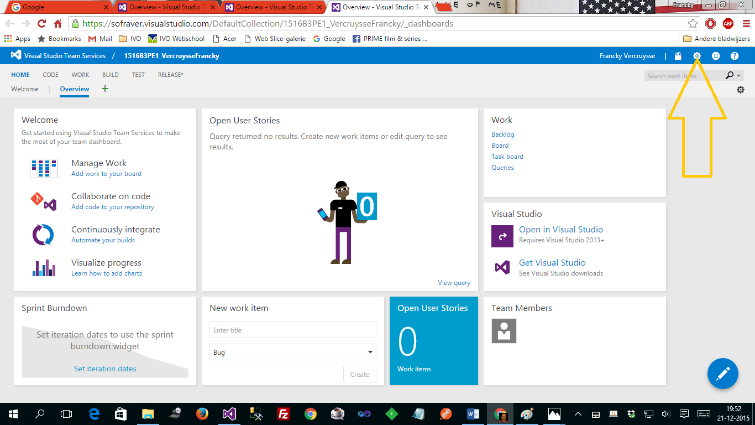 Google
Overview - Visual Studio T
Overview - Visual Studio Te
Overview - Visual Studio T
Francky
https://sofraver.visualstudio.com/DefaultCollection/1516B3PE1_VercruysseFrancky/_dashboards
Apps
Bookmarks
Mail
IVO
IVO Webschool
Acer
Web Slice-galerie
Google
PRIME film & series ...
Andere bladwijzers
Visual Studio Team Services / 1516B3PE1_VercruysseFrancky
Francky Vercruysse
HOME CODE WORK BUILD TEST RELEASE*
Search work items
Welcome | Overview +
Welcome
Get started using Visual Studio Team Services to make
the most of your team dashboard.
Manage Work
Add work to your board
Collaborate on code
Add code to your repository
Continuously integrate
Automate your builds
Visualize progress
Learn how to add charts
Open User Stories
Query returned no results. Create new work items or edit query to see
results.
0
View query
Work
Backlog
Board
Task board
Queries
Visual Studio
Open in Visual Studio
Requires Visual Studio 2013+
Get Visual Studio
See Visual Studio downloads
Sprint Burndown
Set iteration dates to use the sprint
burndown widget
Set iteration dates
New work item
Enter title
Bug
Create
Open User Stories
0
Work items
Team Members
19:52
21-12-2015